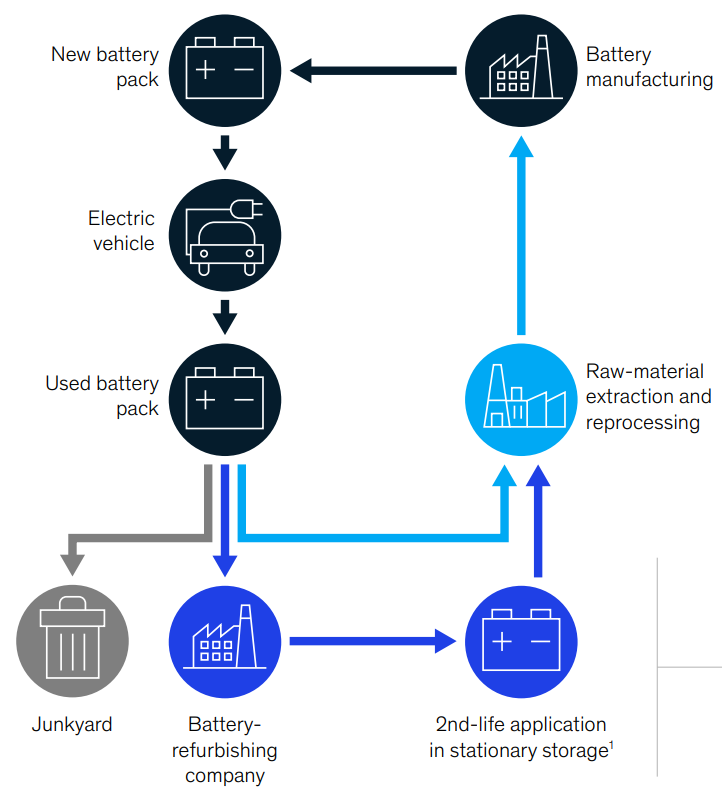 New battery
pack
Battery
manufacturing
Electric
vehicle
Used battery
pack
Raw-material
extraction and
reprocessing
Junkyard
Battery-
refurbishing
company
2nd-life application
in stationary storage¹